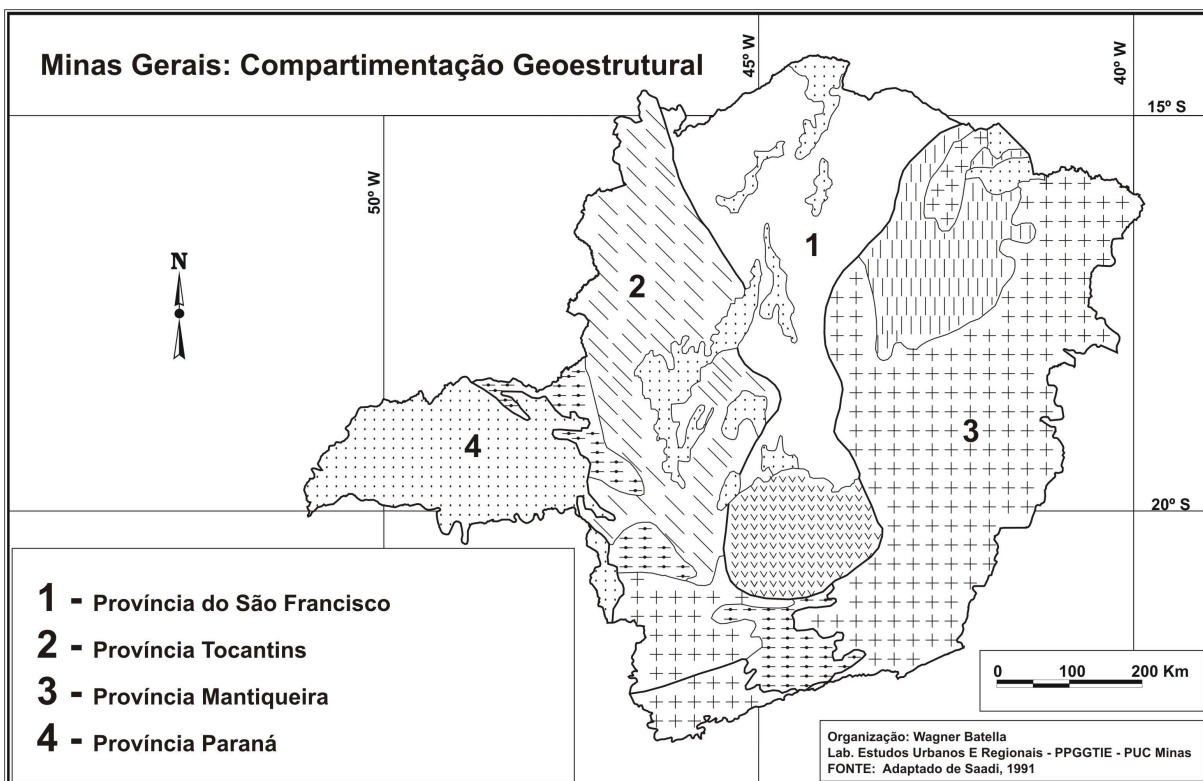 Minas Gerais: Compartimentação Geoestrutural
45º W
40º W
15º S
50º W
N
1
2
3
4
20º S
1 - Província do São Francisco
2 - Província Tocantins
3 - Província Mantiqueira
4 - Província Paraná
0 100 200 Km
Organização: Wagner Batella
Lab. Estudos Urbanos E Regionais - PPGGTIE - PUC Minas
FONTE: Adaptado de Saadi, 1991